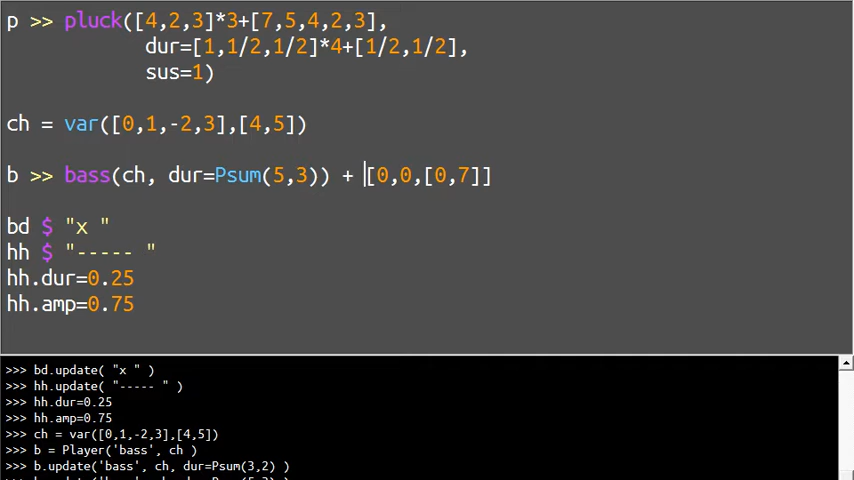 p >> pluck([4,2,3]*3+[7,5,4,2,3],
dur=[1,1/2,1/2]*4+[1/2,1/2],
sus=1)
ch = var([0,1,-2,3],[4,5])
b >> bass(ch, dur=Psum(5,3)) + [0,0,[0,7]]
bd $ "x "
hh $ "----- "
hh.dur=0.25
hh.amp=0.75
>>> bd.update( "x " )
>>> hh.update( "----- " )
>>> hh.dur=0.25
>>> hh.amp=0.75
>>> ch = var([0,1,-2,3],[4,5])
>>> b = Player('bass', ch )
>>> b.update('bass', ch, dur=Psum(3,2) )